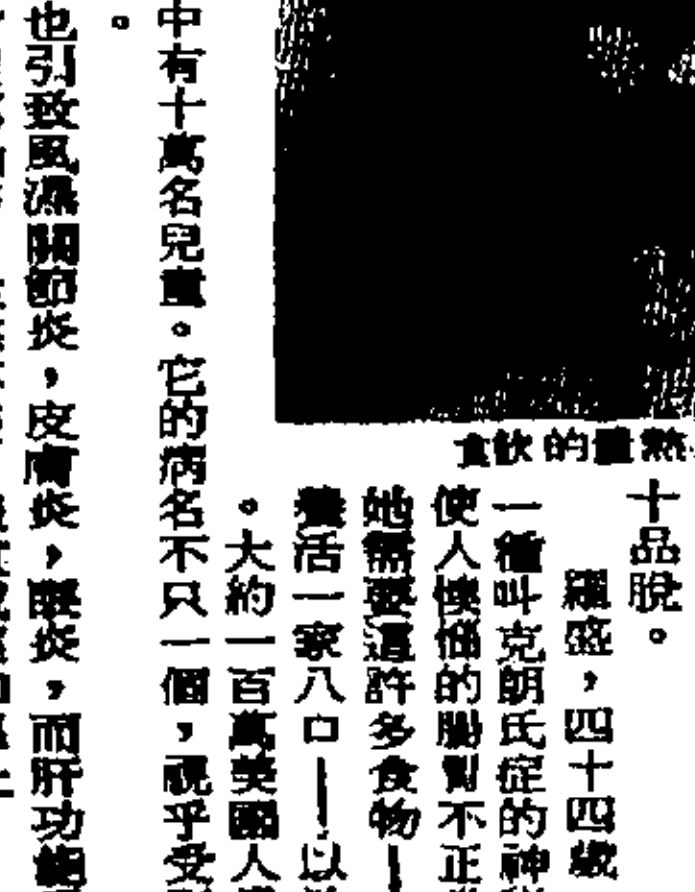 食飲的量熱
十品脫。
羅盛,四十四歲
一種叫克朗氏症的神
使人懊惱的腸胃不正
她需要這許多食物—
養活一家八口—以
。大約一百萬美國人
中有十萬名兒童。它的病名不只一個,視乎受
。
也引致風濕關節炎,皮膚炎,眼炎,而肝功能